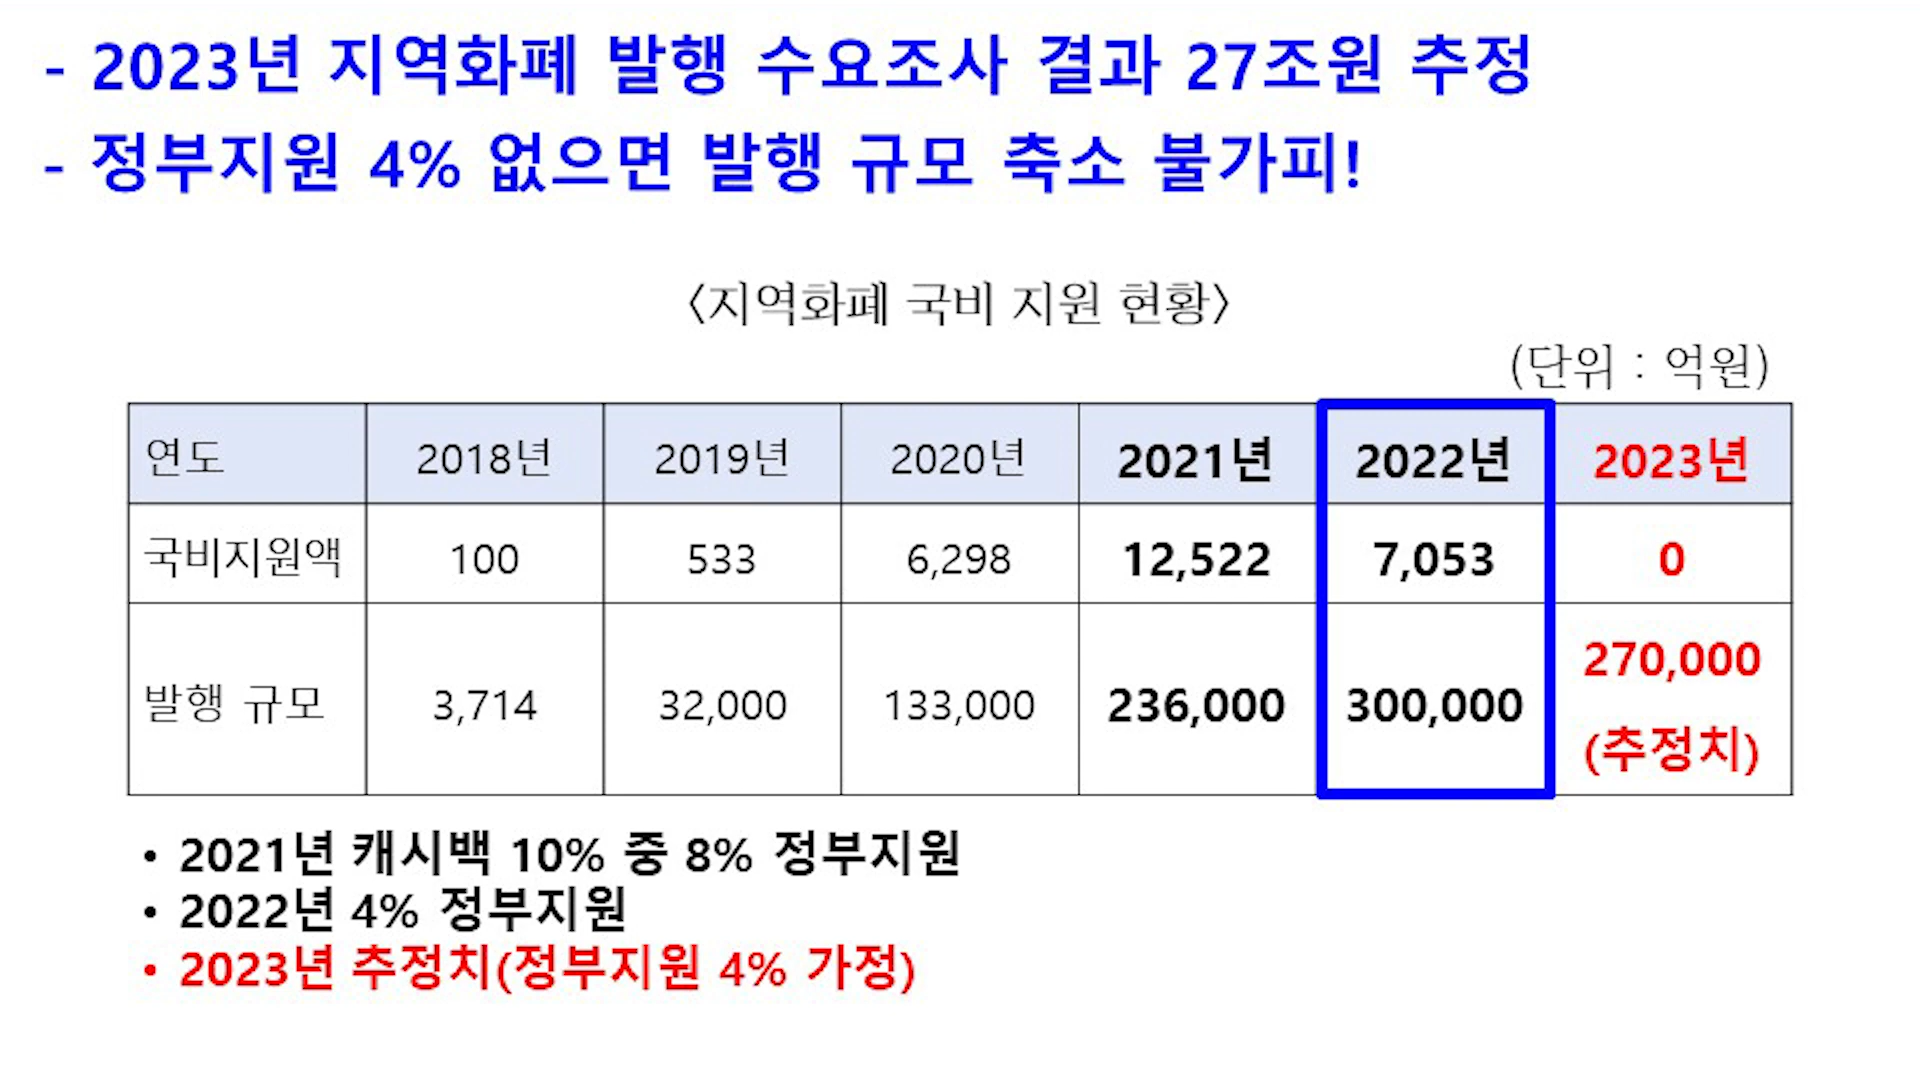 - 2023년 지역화폐 발행 수요조사 결과 27조원 추정
- 정부지원 4% 없으면 발행 규모 축소 불가피!
<지역화폐 국비 지원 현황>
(단위 : 억원)
연도 2018년 2019년 2020년 2021년 2022년 2023년
국비지원액 100 533 6,298 12,522 7,053 0
발행 규모 3,714 32,000 133,000 236,000 300,000 270,000
(추정치)
• 2021년 캐시백 10% 중 8% 정부지원
• 2022년 4% 정부지원
• 2023년 추정치(정부지원 4% 가정)